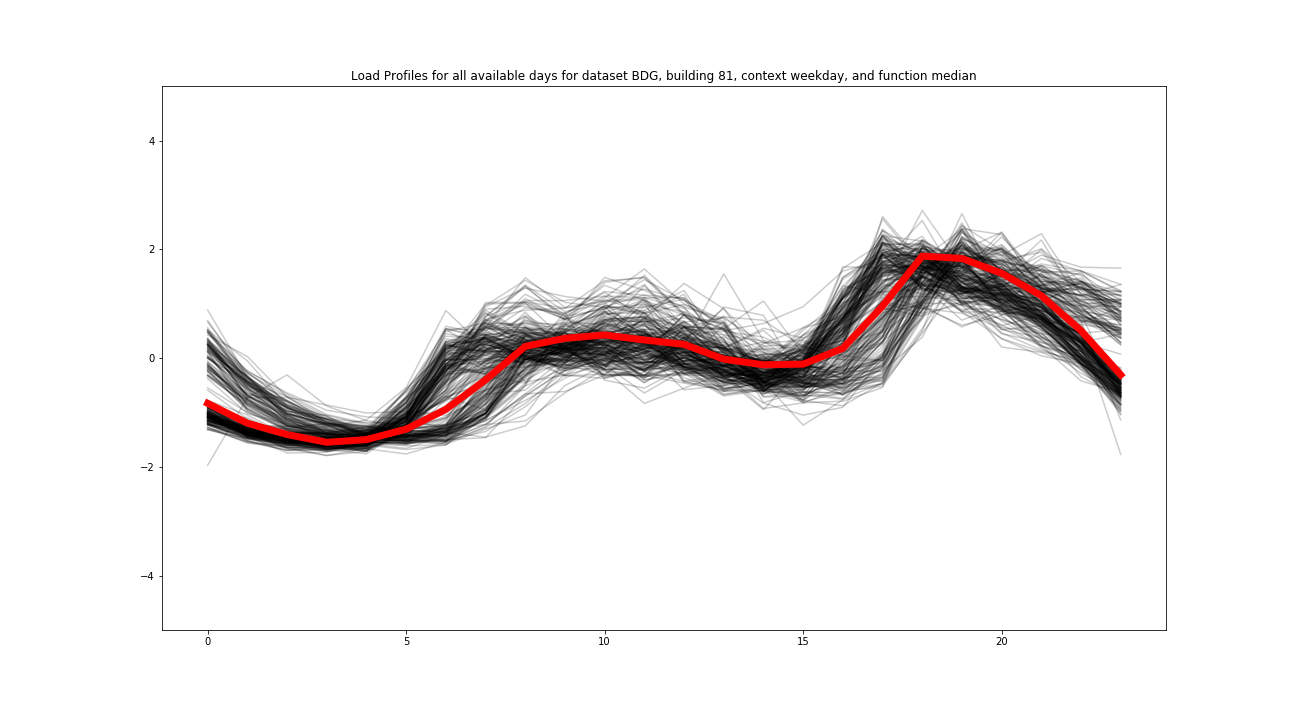 Load Profiles for all available days for dataset BDG, building 81, context weekday, and function median
4
2
0
−2
−4
0 5 10 15 20